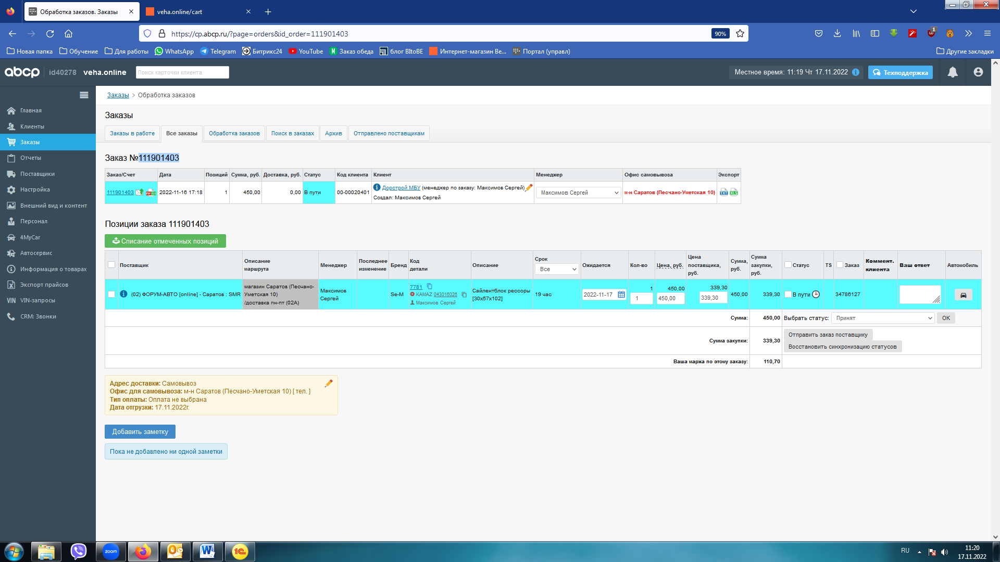 Обработка заказов. Заказы
veha.online/cart
https://cp.abcp.ru/?page=orders&id_order=111901403
90%
1
Новая папка
Обучение
Для работы
WhatsApp
Telegram
Битрикс24
YouTube
Заказ обеда
блог BItoBE
Интернет-магазин Ве...
Портал (управл)
Другие закладки
abcp
id40278
veha.online
Поиск карточки клиента
Местное время: 11:19 Чт 17.11.2022
Техподдержка
Главная
Клиенты
Заказы
Отчеты
Поставщики
Настройка
Внешний вид и контент
Персонал
4MyCar
Автосервис
Информация о товарах
Экспорт прайсов
VIN VIN-запросы
CRM: Звонки
Заказы > Обработка заказов
Заказы
Заказы в работе
Все заказы
Обработка заказов
Поиск в заказах
Архив
Отправлено поставщикам
Заказ №111901403
Заказ/Счет Дата Позиций Сумма, руб. Доставка, руб. Статус Код клиента Клиент Менеджер Офис самовывоза Экспорт
111901403 PDF XLS 2022-11-16 17:18 1 450,00 0,00 В пути 00-00020401
Дорстрой МБУ (менеджер по заказу: Максимов Сергей)
Создал: Максимов Сергей
Максимов Сергей
м-н Саратов (Песчано-Уметская 10)
TXT XLS
Позиции заказа 111901403
Списание отмеченных позиций
Поставщик
Описание
маршрута
Менеджер
Последнее
изменение
Бренд
Код
детали
Описание
Срок
Все
Ожидается
Кол-во
Цена, руб.
Цена
поставщика,
руб.
Сумма,
руб.
Сумма
закупки,
руб.
Статус
TS
Заказ
Коммент.
клиента
Ваш ответ
Автомобиль
(02) ФОРУМ-АВТО [online] - Саратов : SMR
магазин Саратов (Песчано-
Уметская 10)
/доставка пн-пт (02А)
Максимов
Сергей
Se-M
7781
KAMAZ 043016026
Максимов Сергей
Сайлентблок рессоры
[30x57x102]
19 час
2022-11-17
1
1
450,00
450,00
339,30
339,30
450,00
339,30
В пути
34786127
Сумма: 450,00
Выбрать статус: Принят OK
Сумма закупки: 339,30
Отправить заказ поставщику
Восстановить синхронизацию статусов
Ваша маржа по этому заказу: 110,70
Адрес доставки: Самовывоз
Офис для самовывоза: м-н Саратов (Песчано-Уметская 10) [ тел. ]
Тип оплаты: Оплата не выбрана
Дата отгрузки: 17.11.2022г.
Добавить заметку
Пока не добавлено ни одной заметки
zoom
RU
11:20
17.11.2022